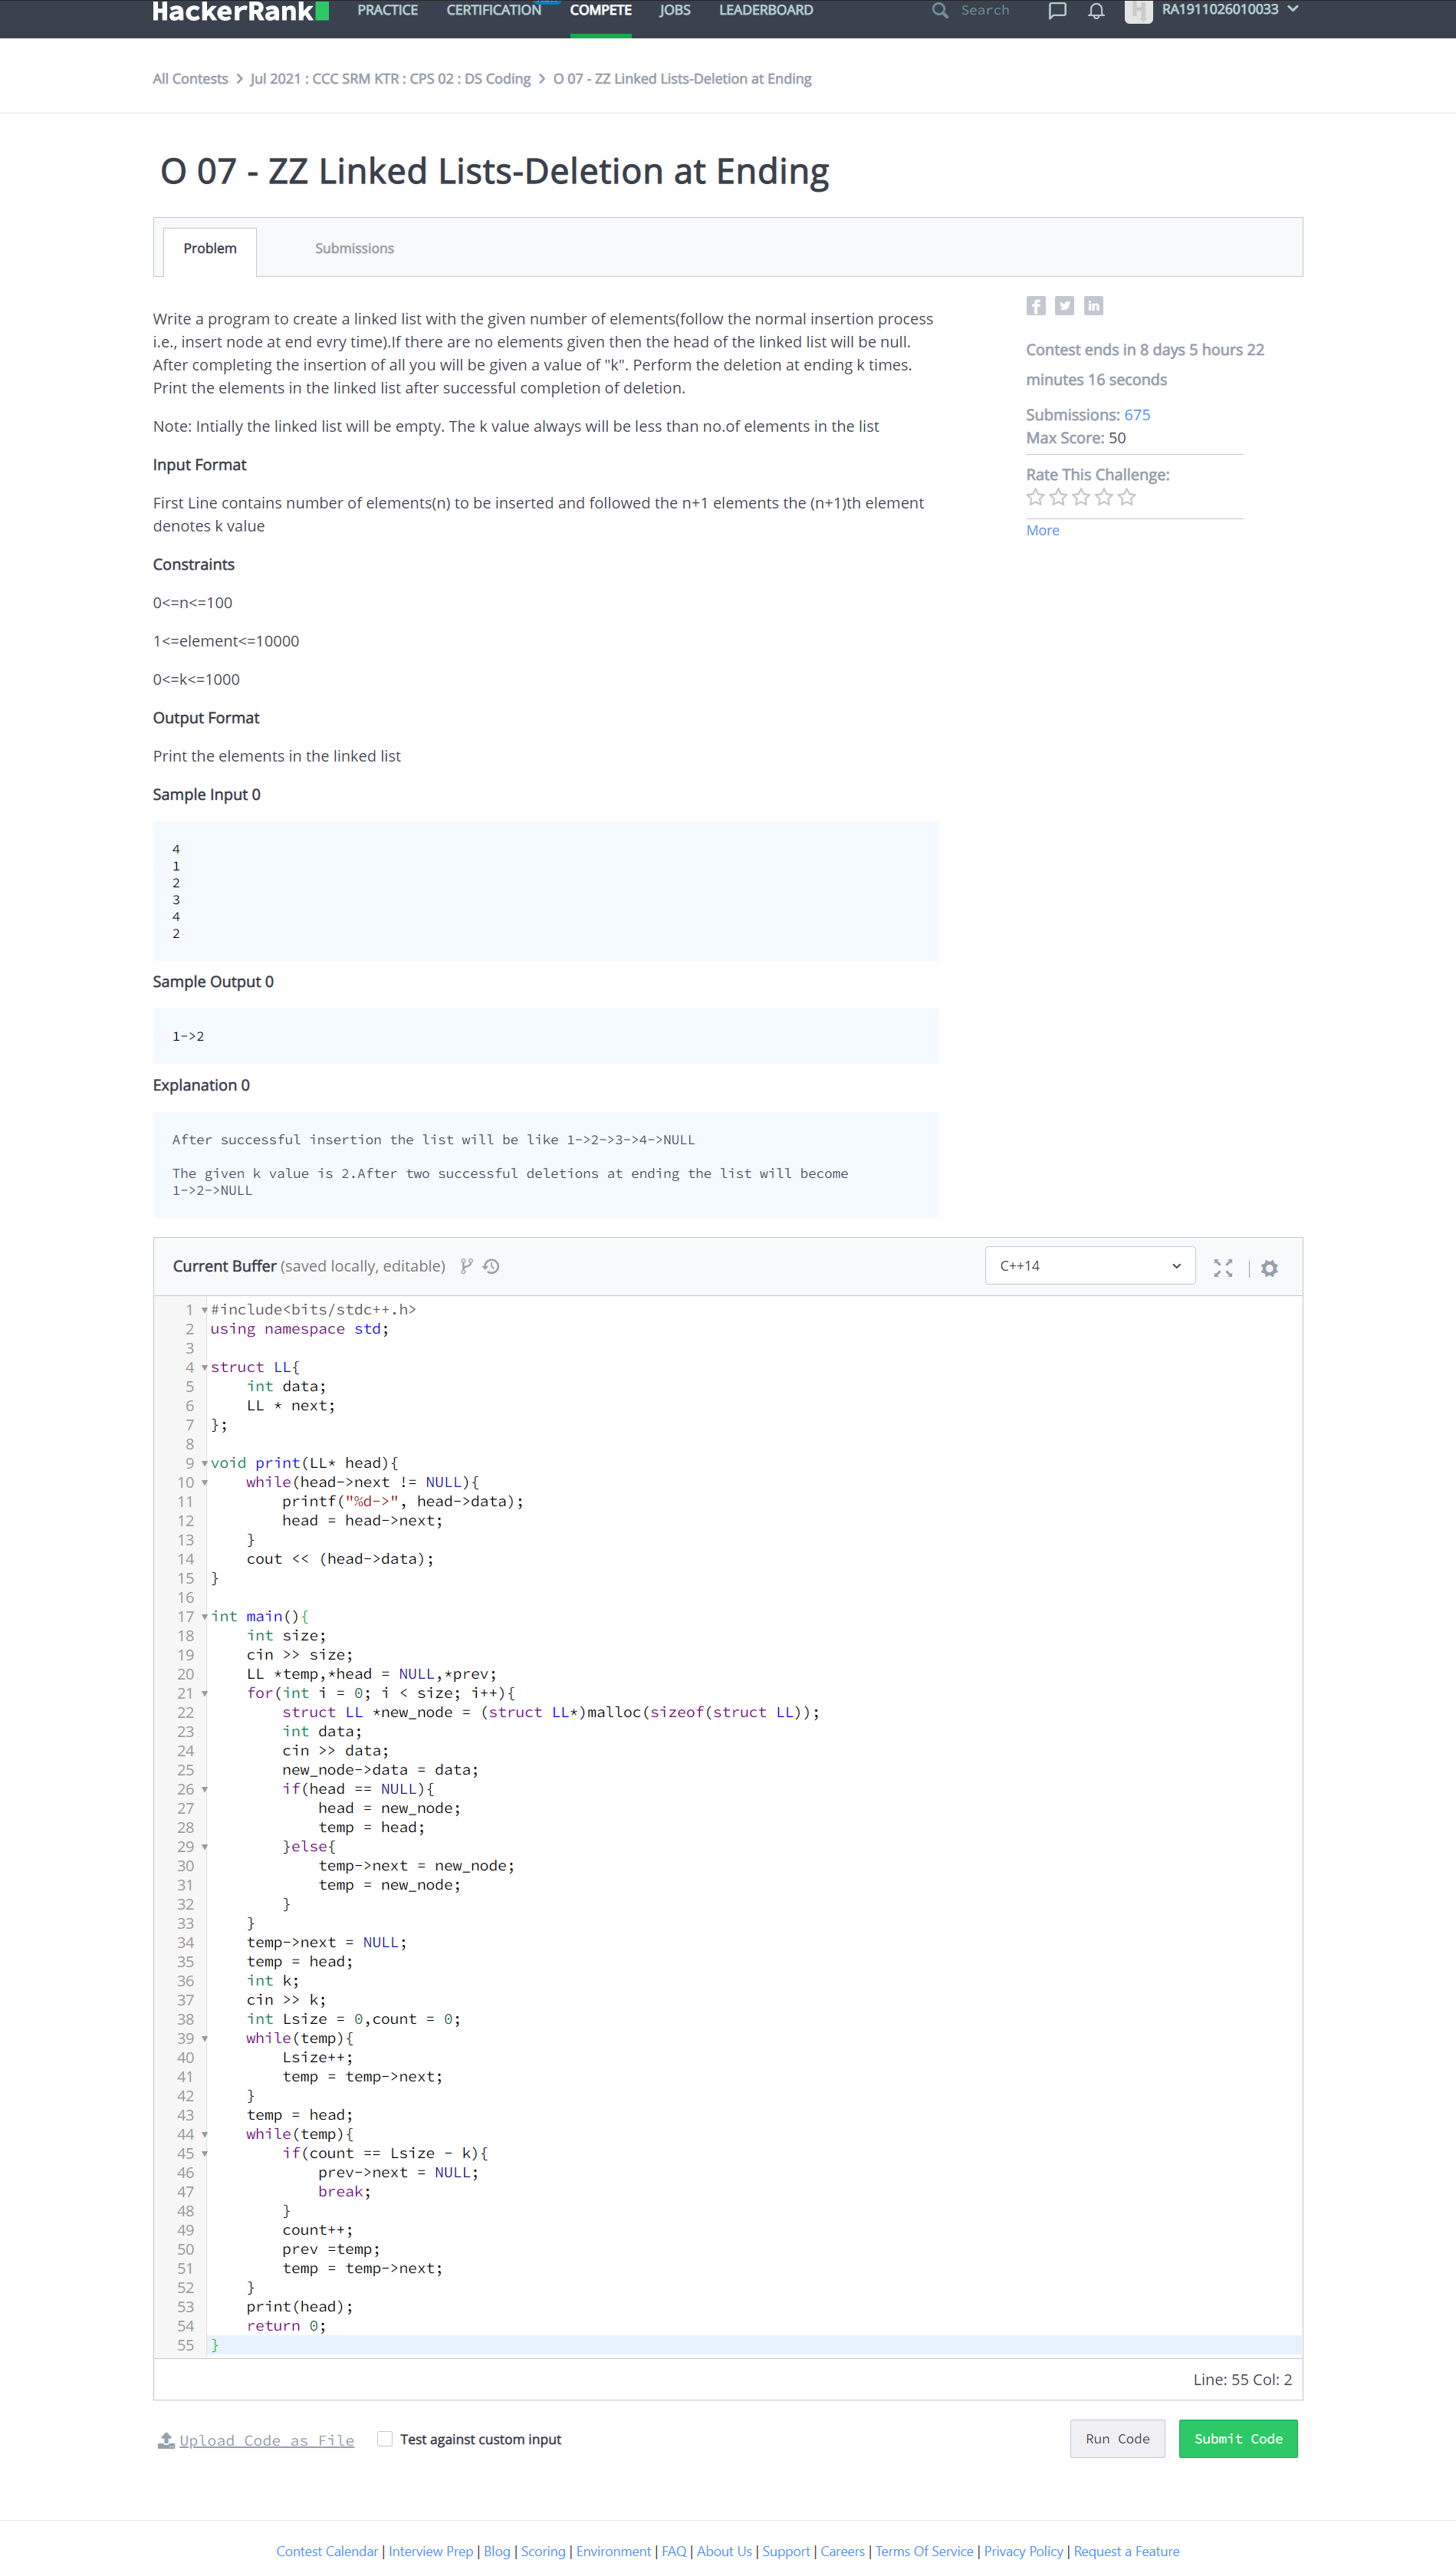 HackerRank
PRACTICE CERTIFICATION COMPETE JOBS LEADERBOARD Search RA1911026010033
All Contests > Jul 2021 : CCC SRM KTR : CPS 02 : DS Coding > O 07 - ZZ Linked Lists-Deletion at Ending
O 07 - ZZ Linked Lists-Deletion at Ending
Problem Submissions
Write a program to create a linked list with the given number of elements(follow the normal insertion process
i.e., insert node at end evry time).If there are no elements given then the head of the linked list will be null.
After completing the insertion of all you will be given a value of "k". Perform the deletion at ending k times.
Print the elements in the linked list after successful completion of deletion.
Note: Intially the linked list will be empty. The k value always will be less than no.of elements in the list
Input Format
First Line contains number of elements(n) to be inserted and followed the n+1 elements the (n+1)th element
denotes k value
Constraints
0<=n<=100
1<=element<=10000
0<=k<=1000
Output Format
Print the elements in the linked list
Sample Input 0
4
1
2
3
4
2
Sample Output 0
1->2
Explanation 0
After successful insertion the list will be like 1->2->3->4->NULL
The given k value is 2.After two successful deletions at ending the list will become
1->2->NULL
Contest ends in 8 days 5 hours 22
minutes 16 seconds
Submissions: 675
Max Score: 50
Rate This Challenge:
More
Current Buffer (saved locally, editable) C++14
1 #include<bits/stdc++.h>
2 using namespace std;
3
4 struct LL{
5     int data;
6     LL * next;
7 };
8
9 void print(LL* head){
10     while(head->next != NULL){
11         printf("%d->", head->data);
12         head = head->next;
13     }
14     cout << (head->data);
15 }
16
17 int main(){
18     int size;
19     cin >> size;
20     LL *temp,*head = NULL,*prev;
21     for(int i = 0; i < size; i++){
22         struct LL *new_node = (struct LL*)malloc(sizeof(struct LL));
23         int data;
24         cin >> data;
25         new_node->data = data;
26         if(head == NULL){
27             head = new_node;
28             temp = head;
29         }else{
30             temp->next = new_node;
31             temp = new_node;
32         }
33     }
34     temp->next = NULL;
35     temp = head;
36     int k;
37     cin >> k;
38     int Lsize = 0,count = 0;
39     while(temp){
40         Lsize++;
41         temp = temp->next;
42     }
43     temp = head;
44     while(temp){
45         if(count == Lsize - k){
46             prev->next = NULL;
47             break;
48         }
49         count++;
50         prev =temp;
51         temp = temp->next;
52     }
53     print(head);
54     return 0;
55 }
Line: 55 Col: 2
Upload Code as File Test against custom input Run Code Submit Code
Contest Calendar | Interview Prep | Blog | Scoring | Environment | FAQ | About Us | Support | Careers | Terms Of Service | Privacy Policy | Request a Feature